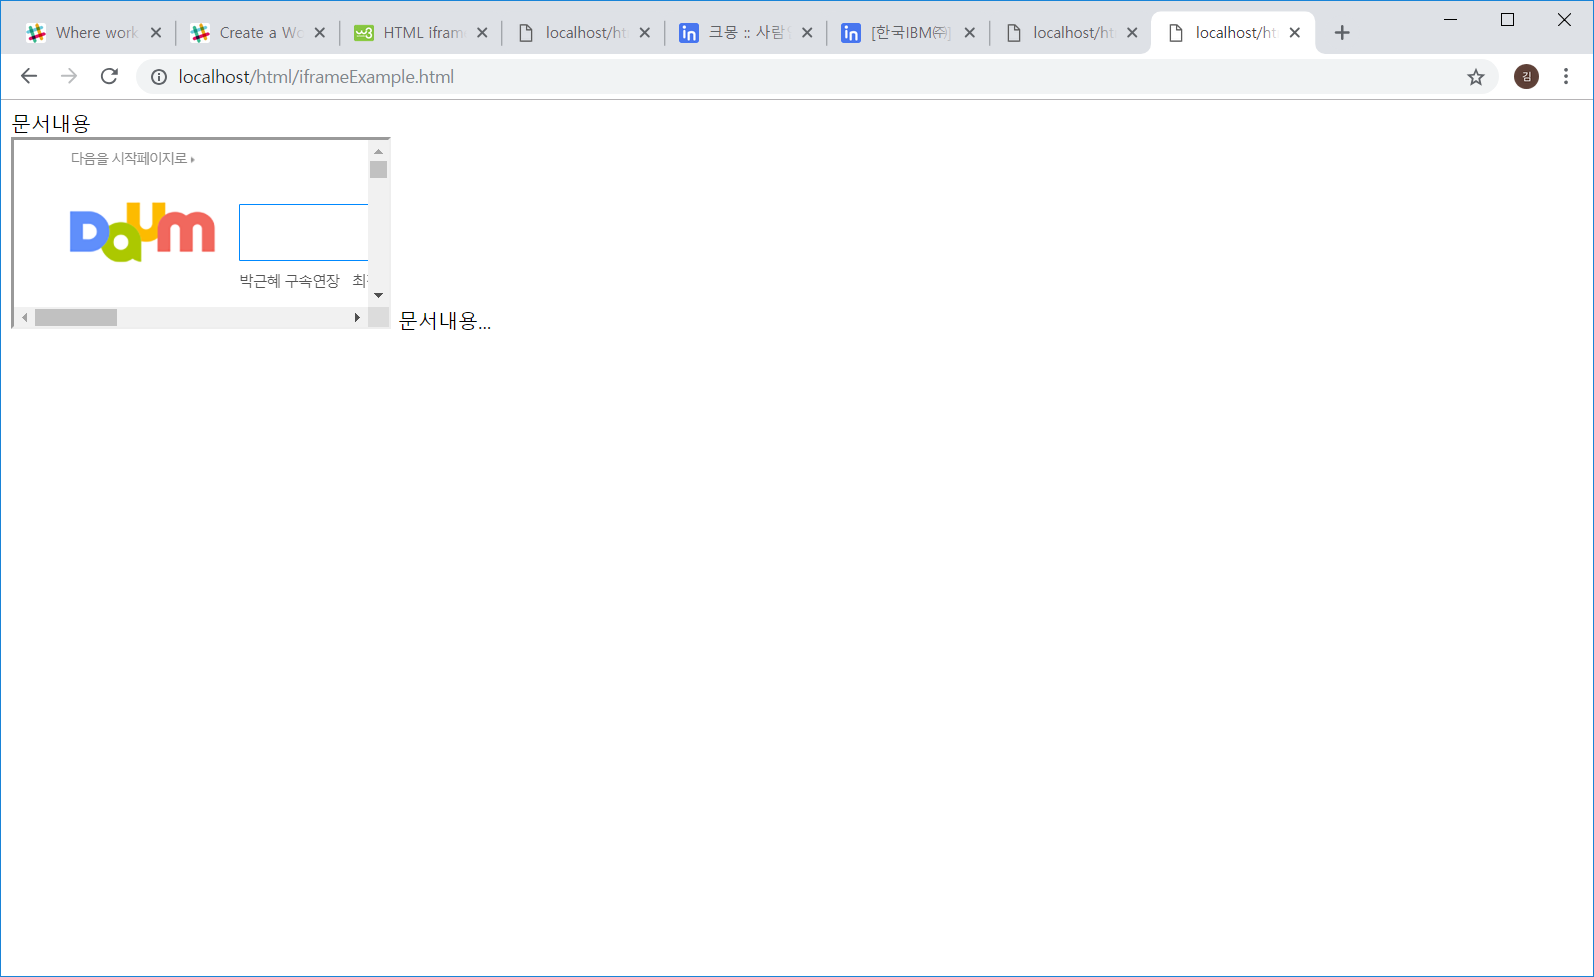 Where work
Create a Wo
HTML ifram
localhost/ht
크몽 :: 사람
[한국IBM㈜]
localhost/ht
localhost/ht
localhost/html/iframeExample.html
김
문서내용
다음을 시작페이지로
Daum
박근혜 구속연장
문서내용...